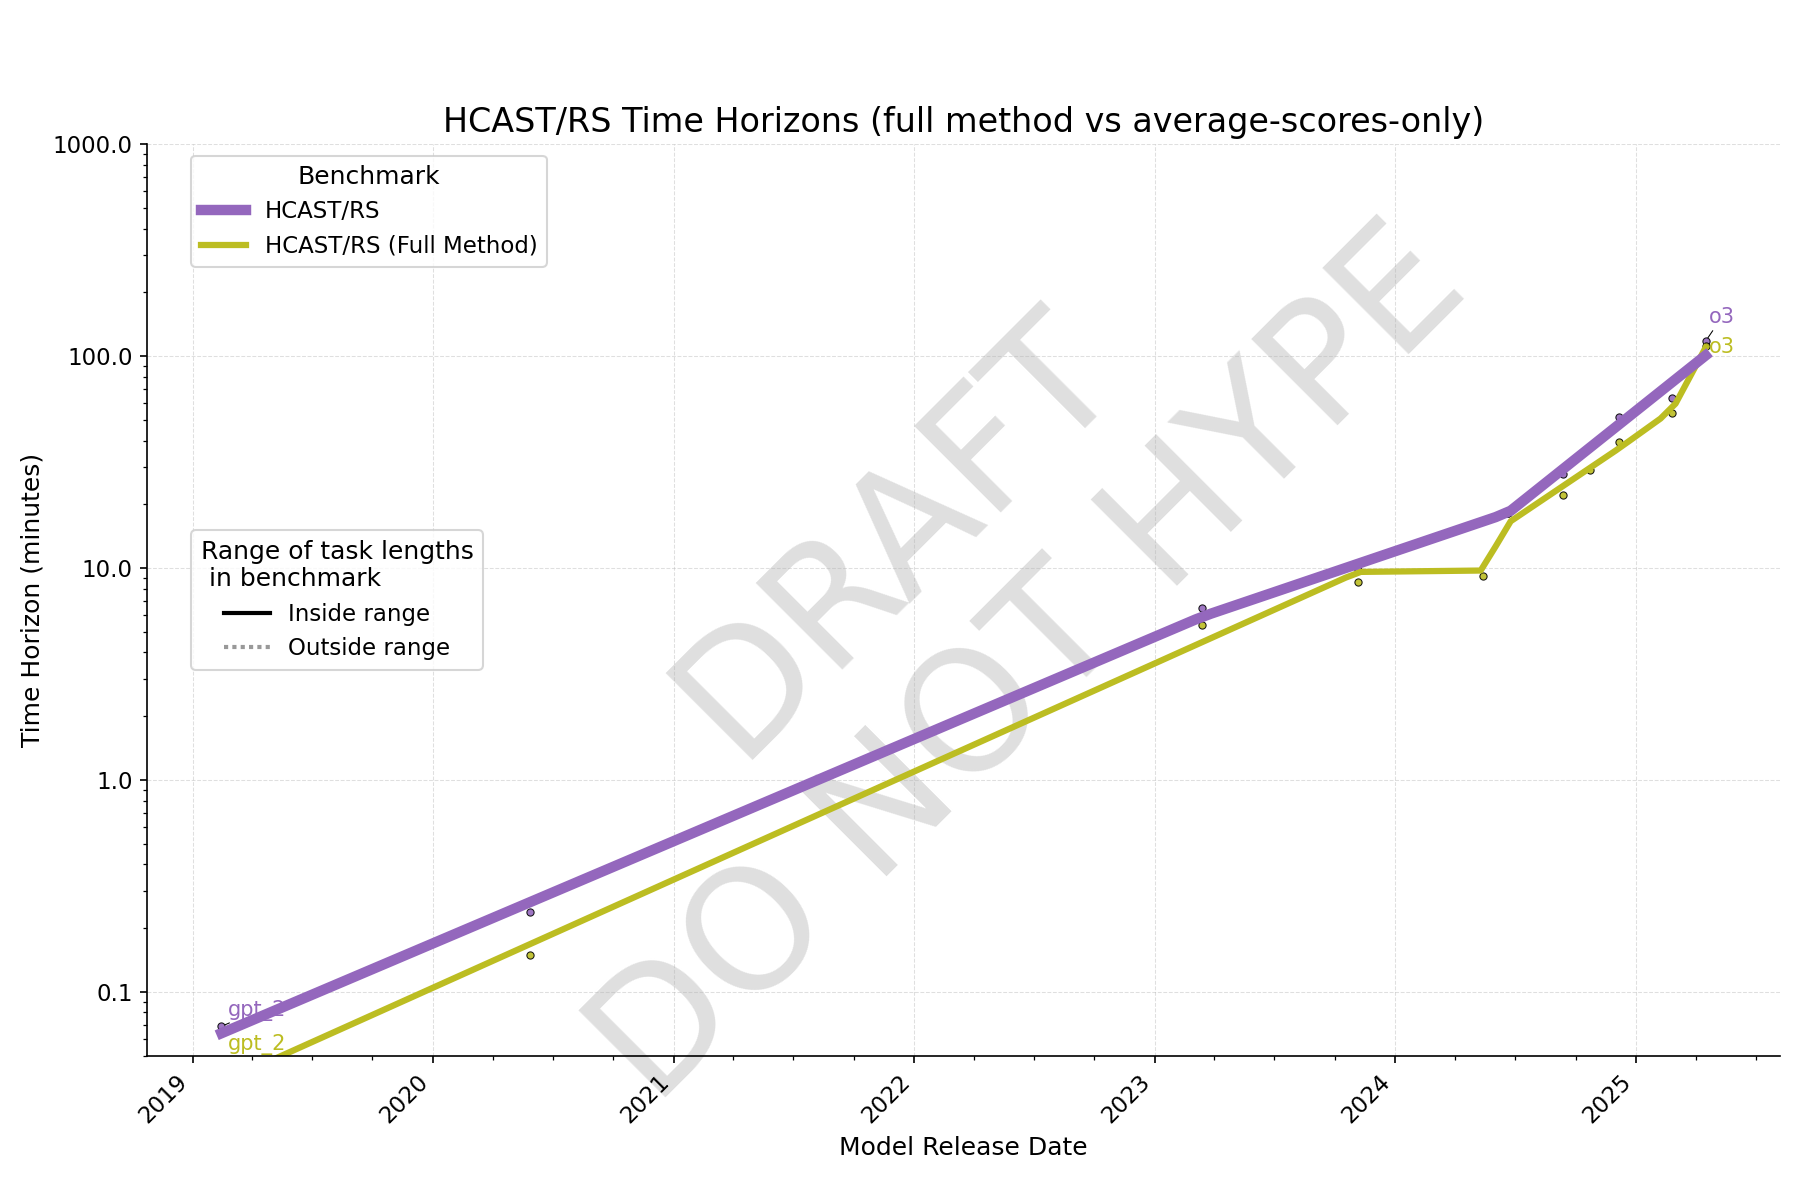 HCAST/RS Time Horizons (full method vs average-scores-only)
1000.0
100.0
10.0
1.0
0.1
Time Horizon (minutes)
Benchmark
HCAST/RS
HCAST/RS (Full Method)
Range of task lengths
in benchmark
Inside range
Outside range
DRAFT
DO NOT HYPE
o3
o3
gpt_2
gpt_2
2019
2020
2021
2022
2023
2024
2025
Model Release Date